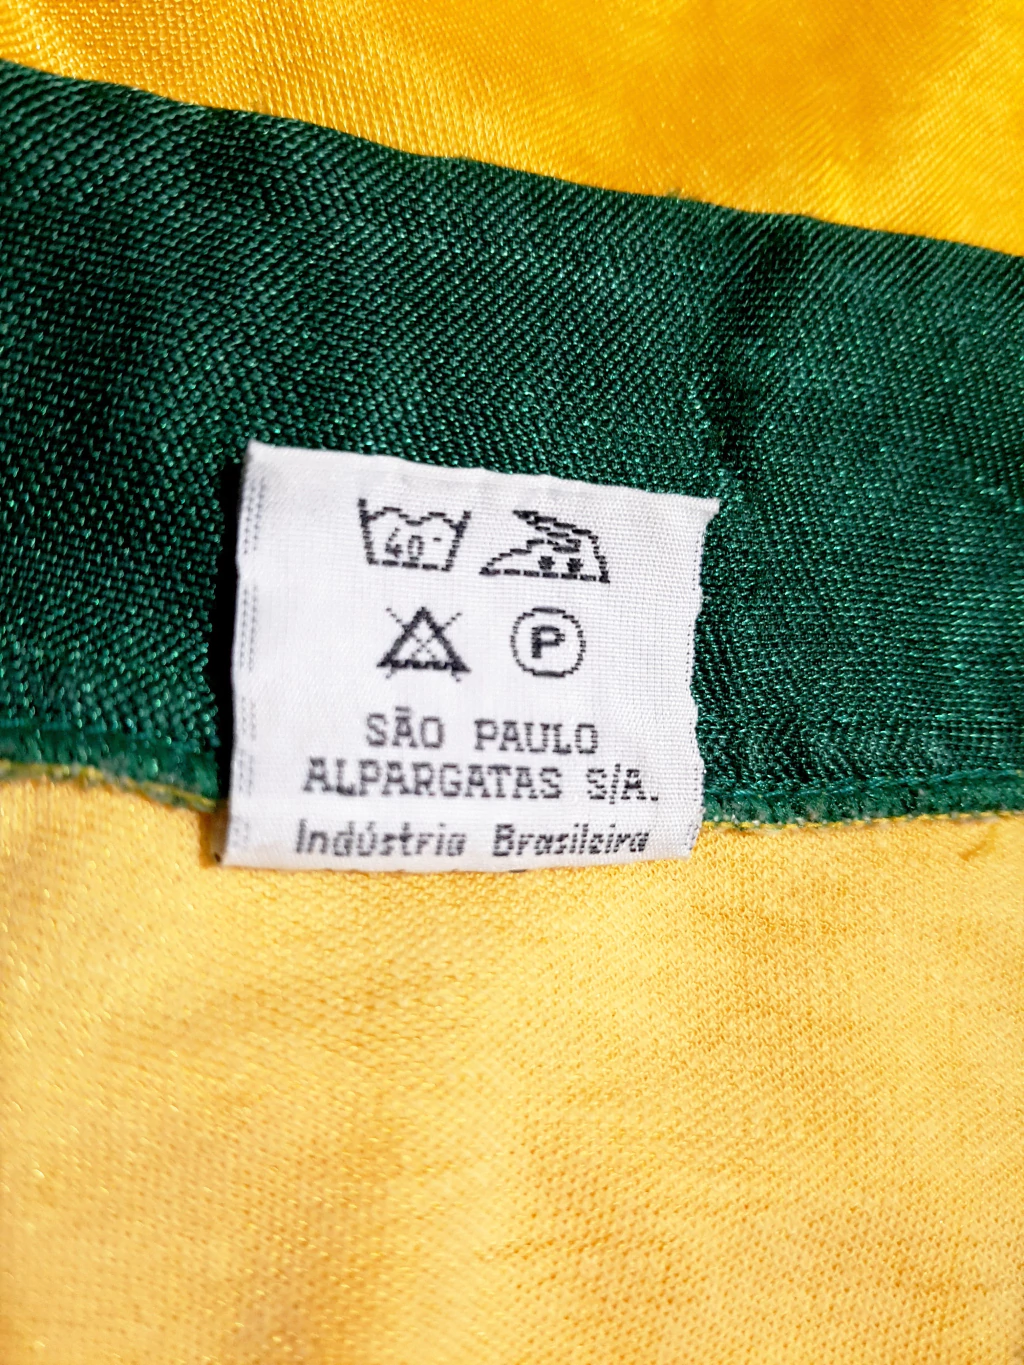 40°
P
SÃO PAULO
ALPARGATAS S/A.
Indústria Brasileira